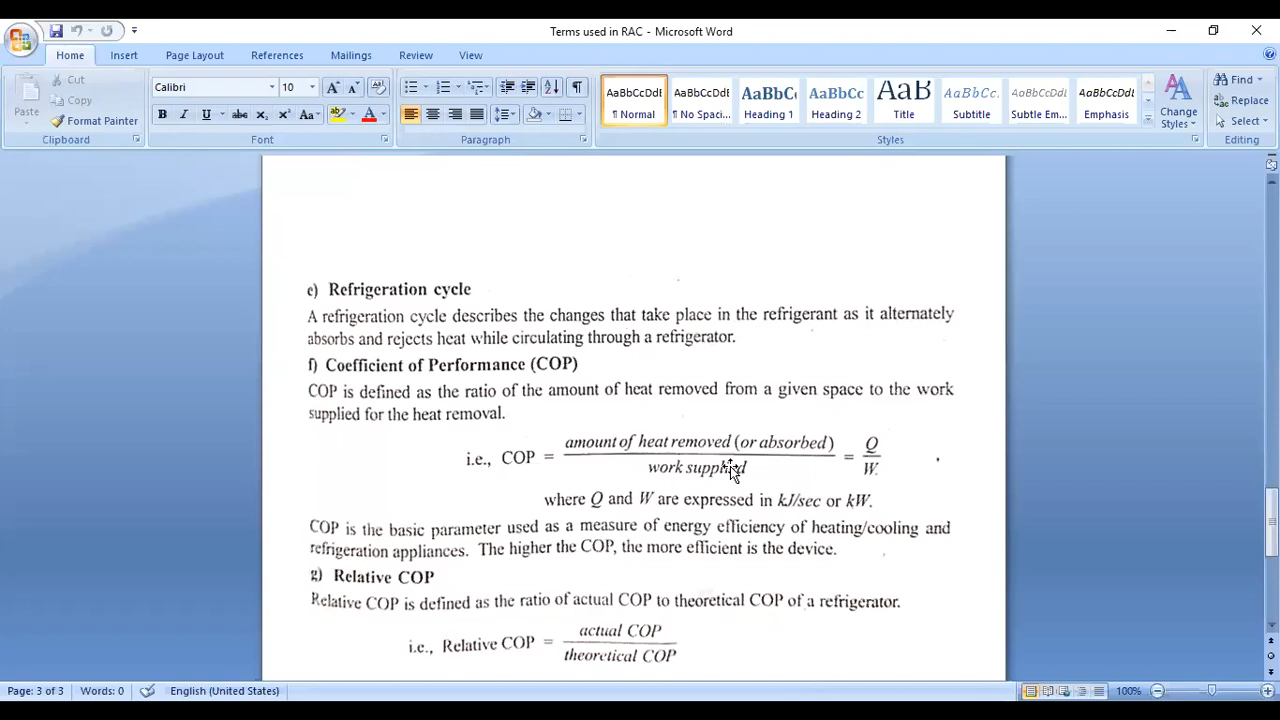 Terms used in RAC - Microsoft Word
Home Insert Page Layout References Mailings Review View
Paste
Cut
Copy
Format Painter
Clipboard
Calibri 10
B I U abc X₂ X² Aa A
Font
Paragraph
AaBbCcDdI AaBbCcDdI AaBbC( AaBbCc AaB AaBbCc. AaBbCcDdI AaBbCcDdI
¶ Normal ¶ No Spaci... Heading 1 Heading 2 Title Subtitle Subtle Em... Emphasis
Change Styles
Styles
Find
Replace
Select
Editing
e) Refrigeration cycle
A refrigeration cycle describes the changes that take place in the refrigerant as it alternately
absorbs and rejects heat while circulating through a refrigerator.
f) Coefficient of Performance (COP)
COP is defined as the ratio of the amount of heat removed from a given space to the work
supplied for the heat removal.
i.e., COP = amount of heat removed (or absorbed) / work supplied = Q / W
where Q and W are expressed in kJ/sec or kW.
COP is the basic parameter used as a measure of energy efficiency of heating/cooling and
refrigeration appliances. The higher the COP, the more efficient is the device.
g) Relative COP
Relative COP is defined as the ratio of actual COP to theoretical COP of a refrigerator.
i.e., Relative COP = actual COP / theoretical COP
Page: 3 of 3 Words: 0 English (United States) 100%